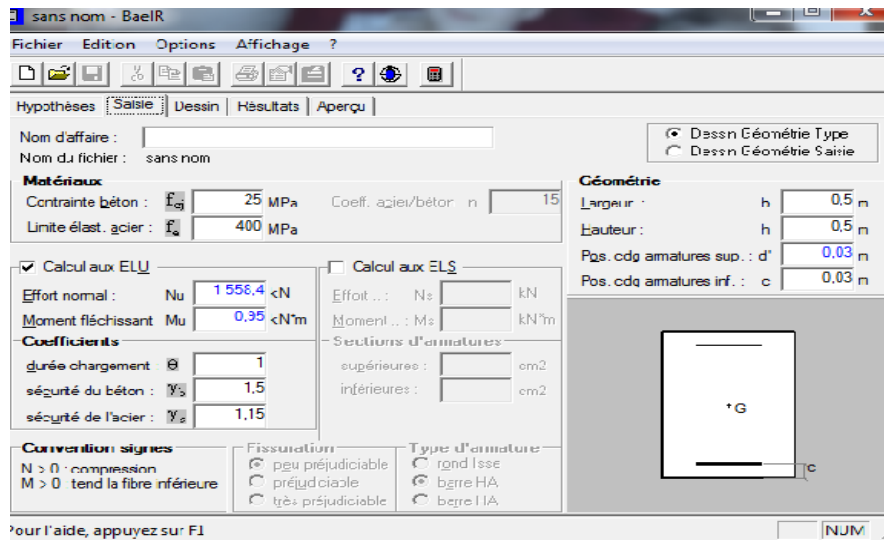 sans nom - BaelR
Fichier Edition Options Affichage ?
Hypothèses Saisie Dessin Résultats Aperçu
Nom d'affaire :
Nom du fichier : sans nom
Dessin Géométrie Type
Dessin Géométrie Saisie
Matériaux
Contrainte béton : fcj 25 MPa Coeff. acier/béton n 15
Limite élast. acier : fe 400 MPa
Géométrie
Largeur : h 0,5 m
Hauteur : h 0,5 m
Pos. cdg armatures sup. : d' 0,03 m
Pos. cdg armatures inf. : c 0,03 m
Calcul aux ELU
Effort normal : Nu 1 558,4 kN
Moment fléchissant Mu 0,95 kN*m
Calcul aux ELS
Effort .. : Ns kN
Moment .. : Ms kN*m
Coefficients
durée chargement : θ 1
sécurité du béton : γb 1,5
sécurité de l'acier : γs 1,15
Sections d'armatures
supérieures : cm2
inférieures : cm2
Convention signes
N > 0 : compression
M > 0 : tend la fibre inférieure
Fissuration
peu préjudiciable
préjudiciable
très préjudiciable
Type d'armature
rond lisse
barre HA
barre HA
+G
c
Pour l'aide, appuyez sur F1
NUM